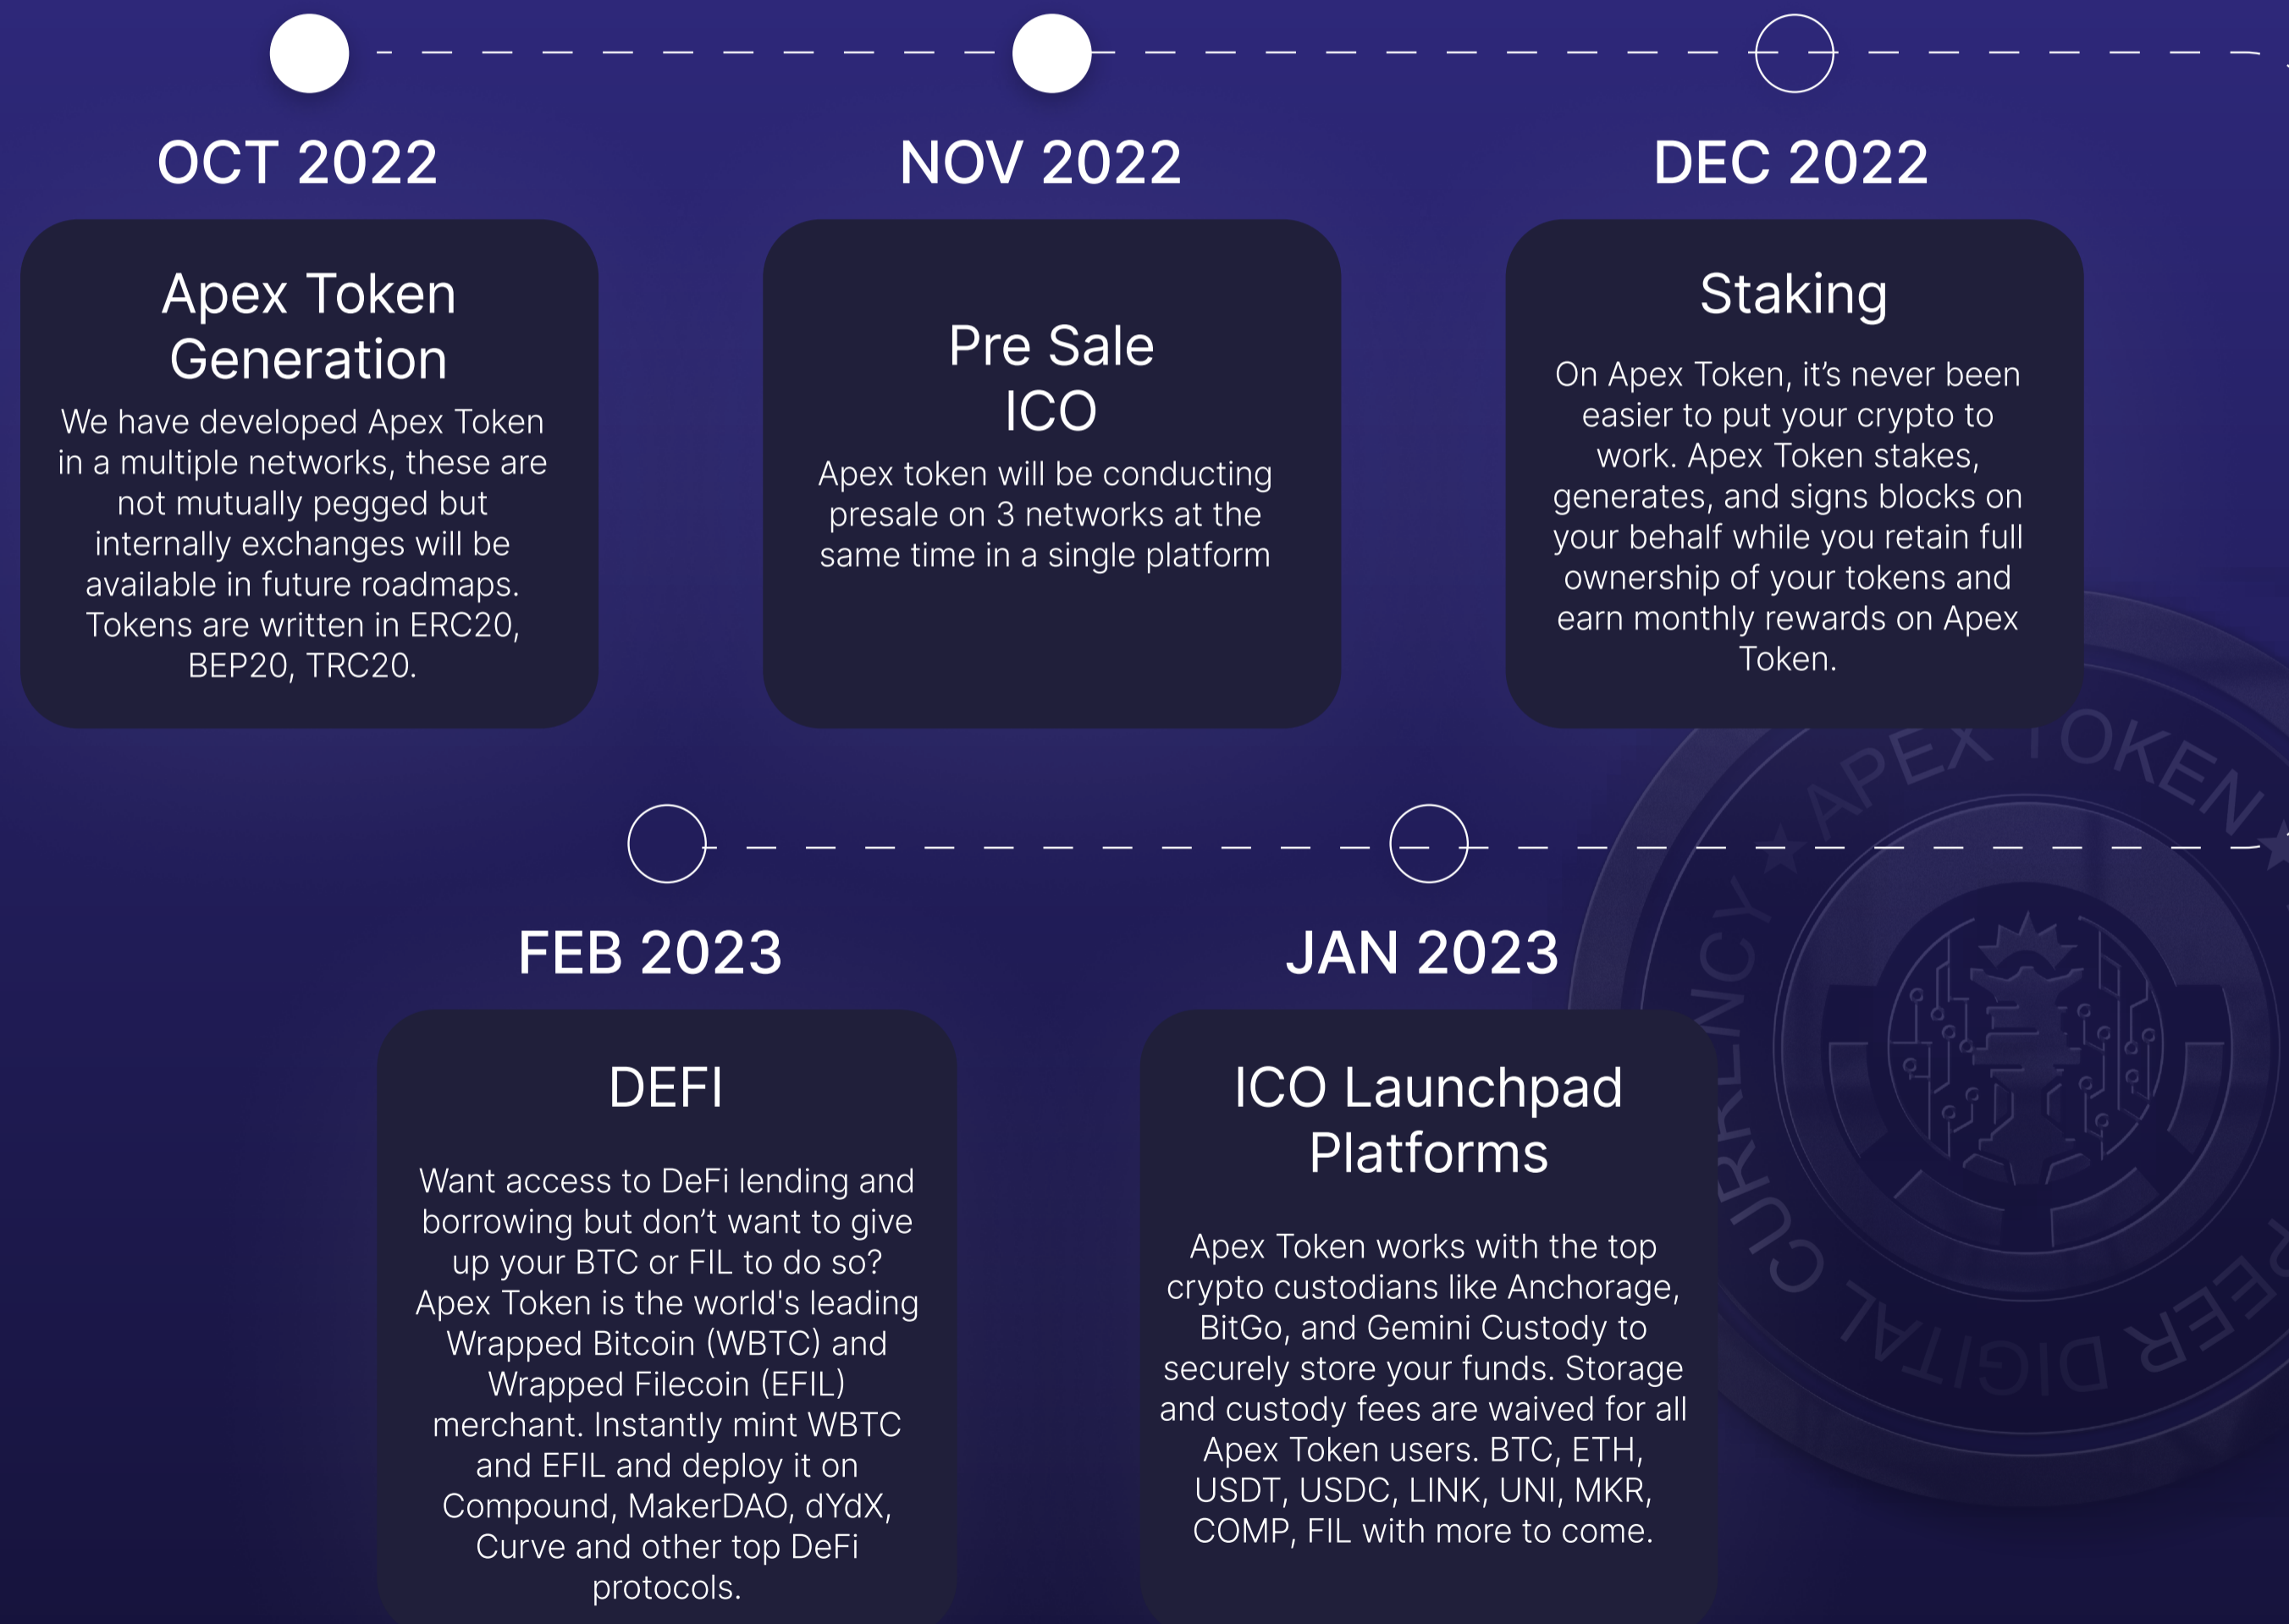 OCT 2022
Apex Token
Generation
We have developed Apex Token
in a multiple networks, these are
not mutually pegged but
internally exchanges will be
available in future roadmaps.
Tokens are written in ERC20,
BEP20, TRC20.
NOV 2022
Pre Sale
ICO
Apex token will be conducting
presale on 3 networks at the
same time in a single platform
DEC 2022
Staking
On Apex Token, it’s never been
easier to put your crypto to
work. Apex Token stakes,
generates, and signs blocks on
your behalf while you retain full
ownership of your tokens and
earn monthly rewards on Apex
Token.
FEB 2023
DEFI
Want access to DeFi lending and
borrowing but don’t want to give
up your BTC or FIL to do so?
Apex Token is the world's leading
Wrapped Bitcoin (WBTC) and
Wrapped Filecoin (EFIL)
merchant. Instantly mint WBTC
and EFIL and deploy it on
Compound, MakerDAO, dYdX,
Curve and other top DeFi
protocols.
JAN 2023
ICO Launchpad
Platforms
Apex Token works with the top
crypto custodians like Anchorage,
BitGo, and Gemini Custody to
securely store your funds. Storage
and custody fees are waived for all
Apex Token users. BTC, ETH,
USDT, USDC, LINK, UNI, MKR,
COMP, FIL with more to come.
APEX TOKEN
DIGITAL CURRENCY